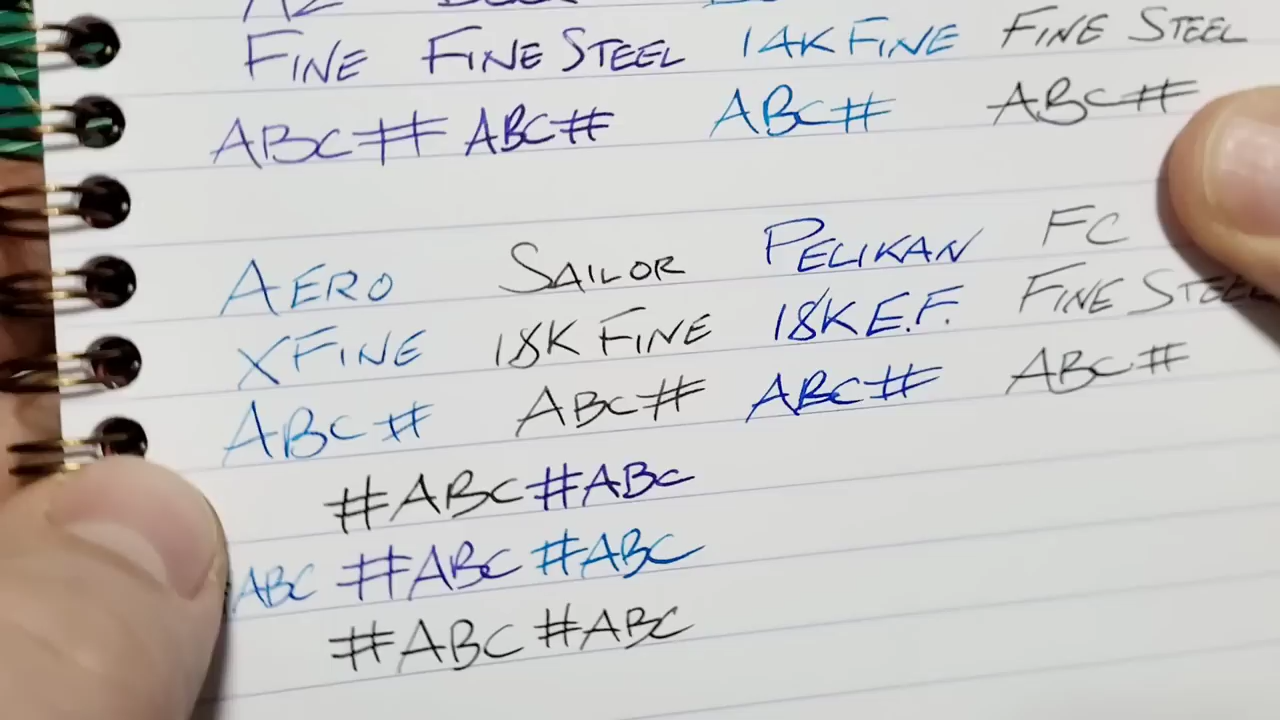 FINE FINE STEEL 14K FINE FINE STEEL
ABC# ABC# ABC# ABC#
AERO SAILOR PELIKAN FC
XFINE 18K FINE 18K E.F. FINE STEEL
ABC# ABC# ABC# ABC#
#ABC #ABC
ABC #ABC #ABC
#ABC #ABC